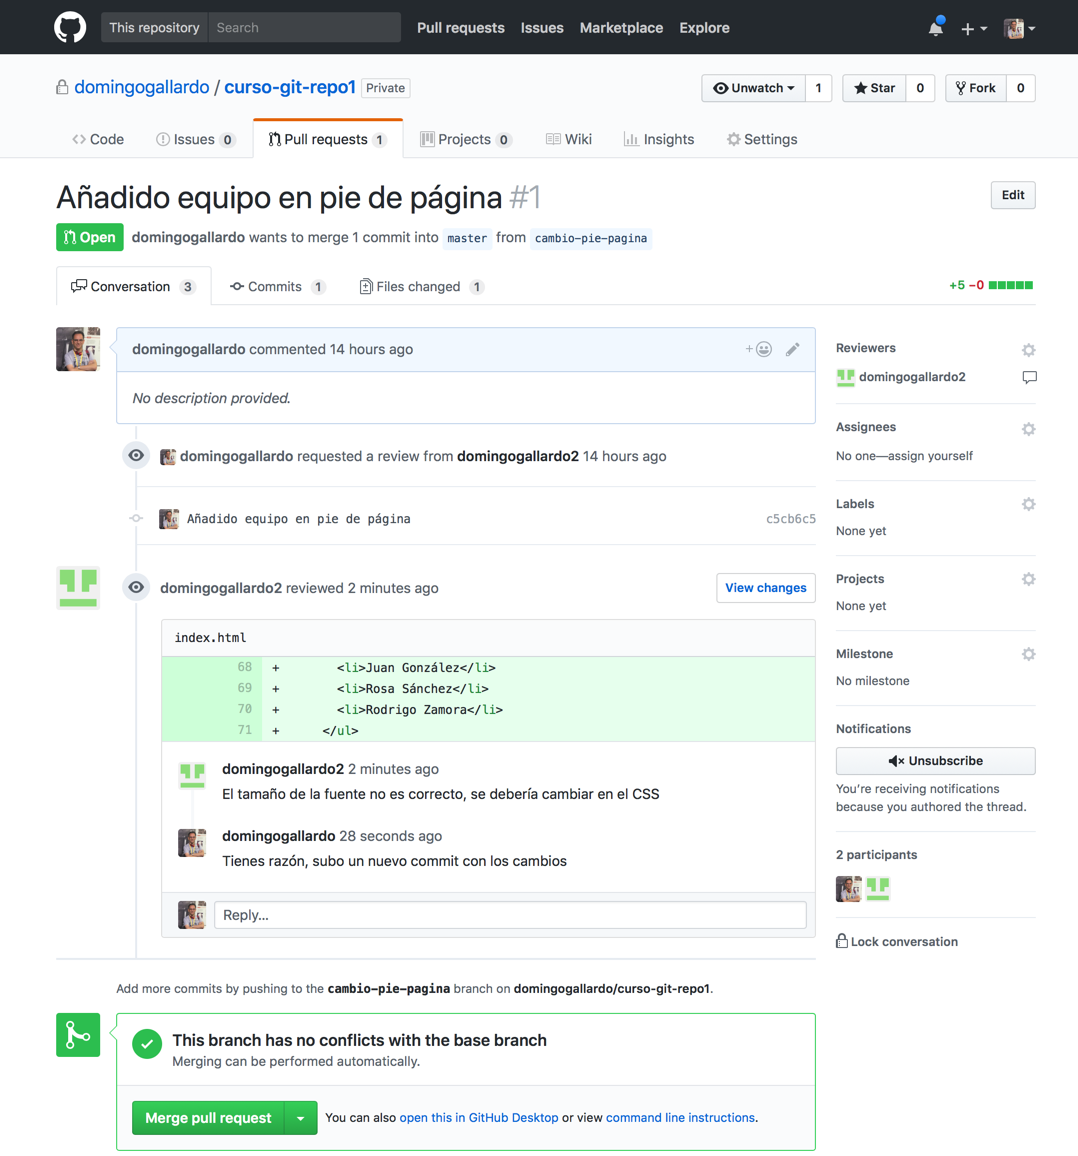 This repository Search Pull requests Issues Marketplace Explore
domingogallardo / curso-git-repo1 Private Unwatch 1 Star 0 Fork 0
Code Issues 0 Pull requests 1 Projects 0 Wiki Insights Settings
Añadido equipo en pie de página #1 Edit
Open domingogallardo wants to merge 1 commit into master from cambio-pie-pagina
Conversation 3 Commits 1 Files changed 1 +5 −0
domingogallardo commented 14 hours ago
No description provided.
domingogallardo requested a review from domingogallardo2 14 hours ago
Añadido equipo en pie de página c5cb6c5
domingogallardo2 reviewed 2 minutes ago View changes
index.html
68 + <li>Juan González</li>
69 + <li>Rosa Sánchez</li>
70 + <li>Rodrigo Zamora</li>
71 + </ul>
domingogallardo2 2 minutes ago
El tamaño de la fuente no es correcto, se debería cambiar en el CSS
domingogallardo 28 seconds ago
Tienes razón, subo un nuevo commit con los cambios
Reply...
Add more commits by pushing to the cambio-pie-pagina branch on domingogallardo/curso-git-repo1.
This branch has no conflicts with the base branch
Merging can be performed automatically.
Merge pull request You can also open this in GitHub Desktop or view command line instructions.
Reviewers
domingogallardo2
Assignees
No one—assign yourself
Labels
None yet
Projects
None yet
Milestone
No milestone
Notifications
Unsubscribe
You're receiving notifications
because you authored the thread.
2 participants
Lock conversation